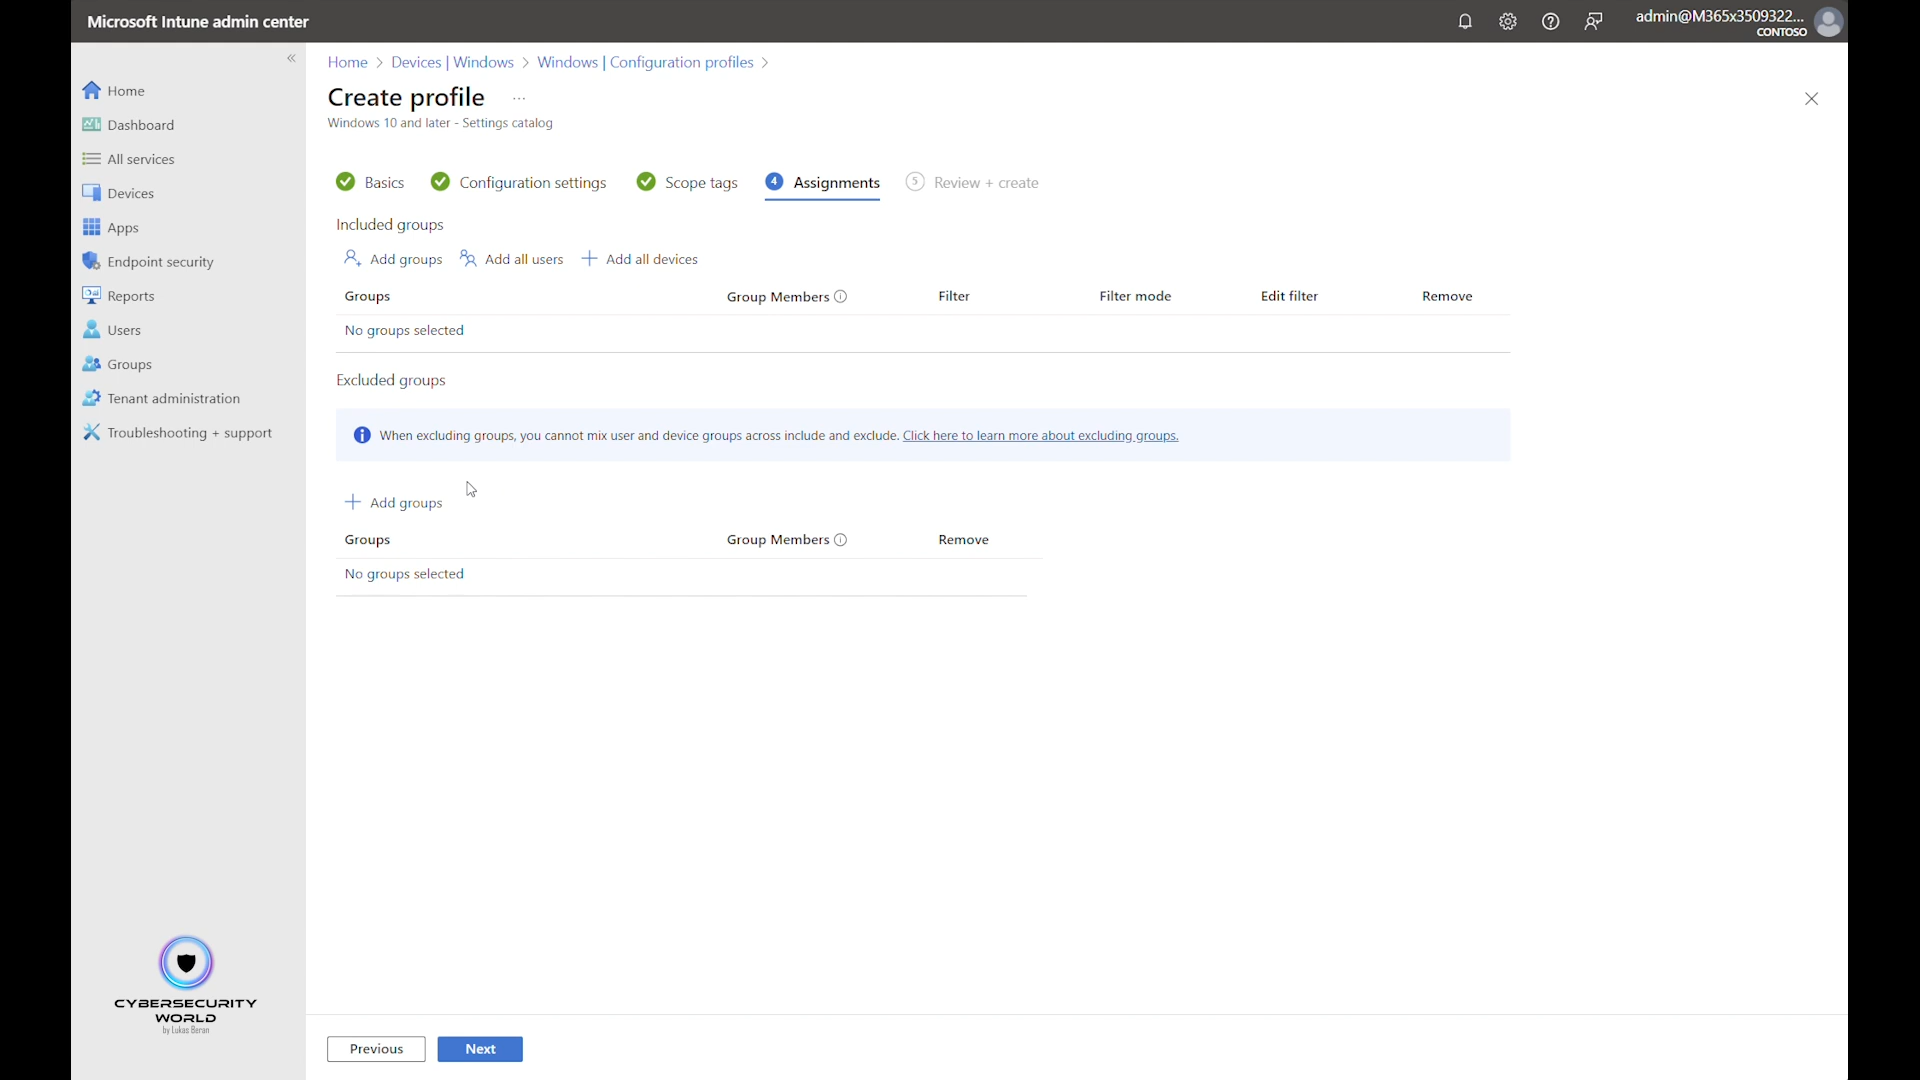 Microsoft Intune admin center
admin@M365x3509322...
CONTOSO
Home
Dashboard
All services
Devices
Apps
Endpoint security
Reports
Users
Groups
Tenant administration
Troubleshooting + support
CYBERSECURITY
WORLD
by Lukas Beran
Home > Devices | Windows > Windows | Configuration profiles >
Create profile ...
Windows 10 and later - Settings catalog
Basics Configuration settings Scope tags 4 Assignments 5 Review + create
Included groups
Add groups Add all users Add all devices
Groups Group Members Filter Filter mode Edit filter Remove
No groups selected
Excluded groups
When excluding groups, you cannot mix user and device groups across include and exclude. Click here to learn more about excluding groups.
Add groups
Groups Group Members Remove
No groups selected
Previous Next